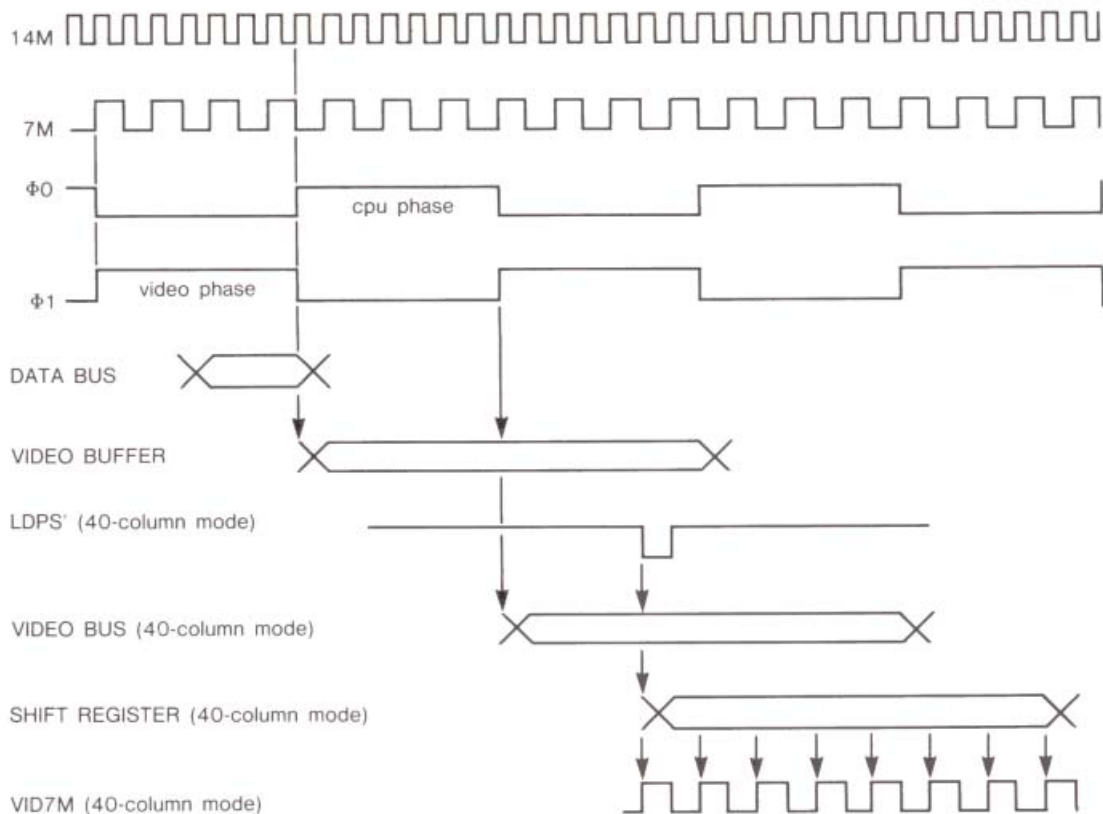 14M
7M
Φ0
cpu phase
video phase
Φ1
DATA BUS
VIDEO BUFFER
LDPS' (40-column mode)
VIDEO BUS (40-column mode)
SHIFT REGISTER (40-column mode)
VID7M (40-column mode)